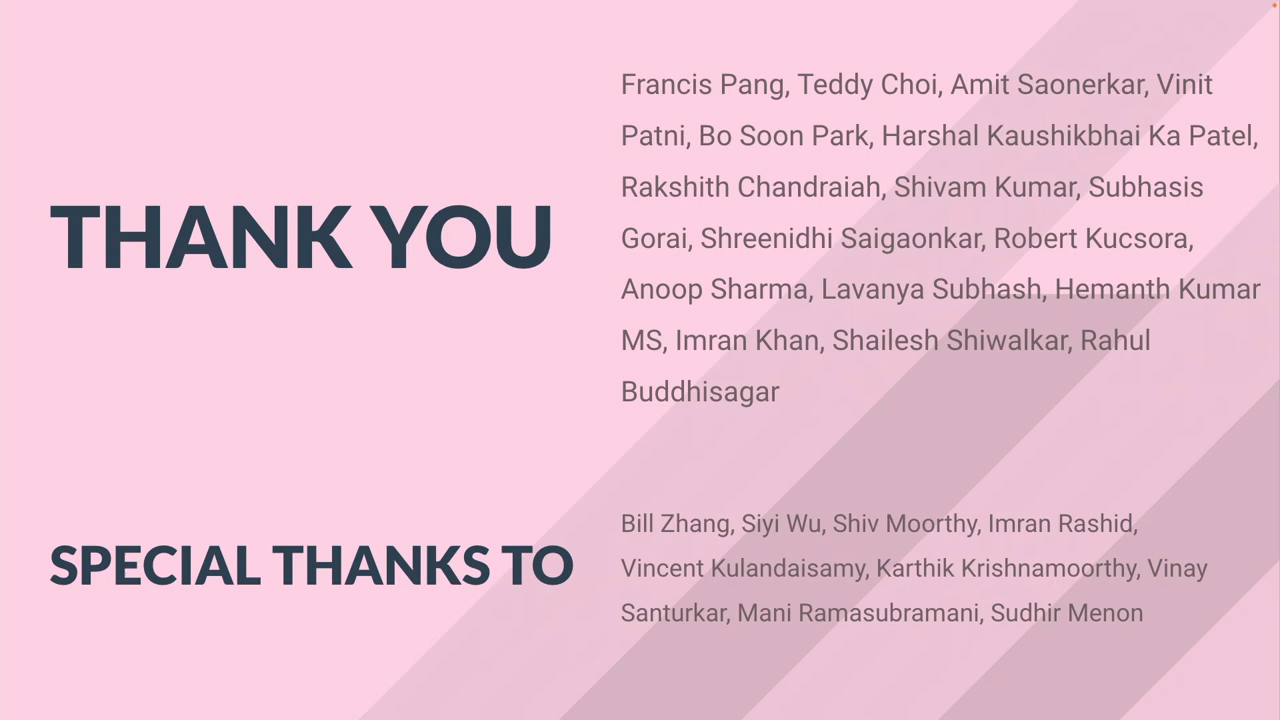 THANK YOU
Francis Pang, Teddy Choi, Amit Saonerkar, Vinit
Patni, Bo Soon Park, Harshal Kaushikbhai Ka Patel,
Rakshith Chandraiah, Shivam Kumar, Subhasis
Gorai, Shreenidhi Saigaonkar, Robert Kucsora,
Anoop Sharma, Lavanya Subhash, Hemanth Kumar
MS, Imran Khan, Shailesh Shiwalkar, Rahul
Buddhisagar
SPECIAL THANKS TO
Bill Zhang, Siyi Wu, Shiv Moorthy, Imran Rashid,
Vincent Kulandaisamy, Karthik Krishnamoorthy, Vinay
Santurkar, Mani Ramasubramani, Sudhir Menon